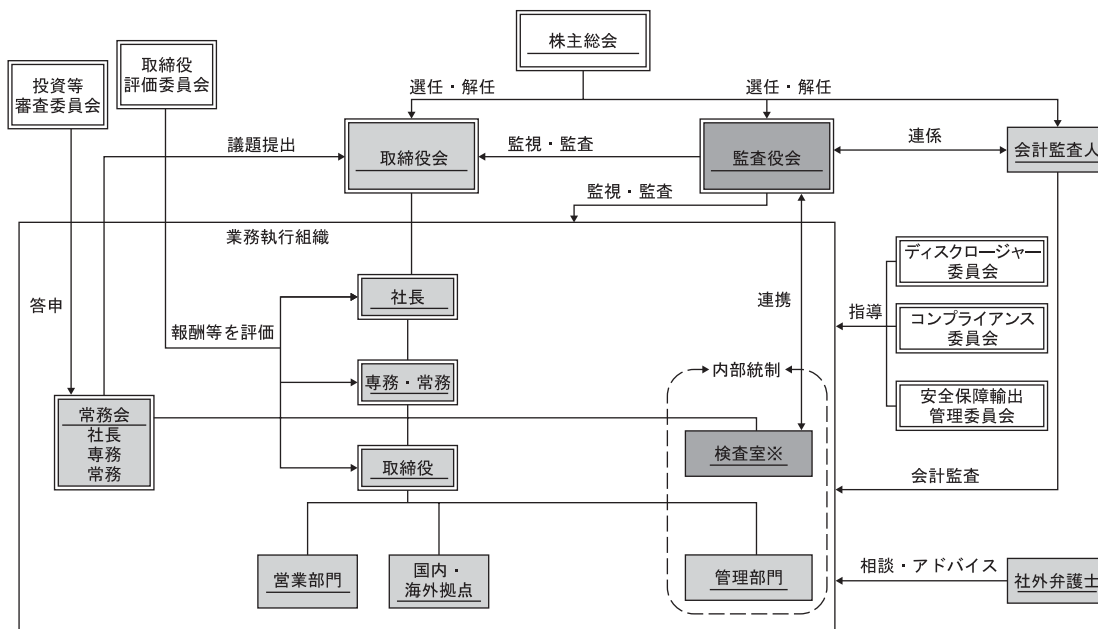 株主総会
取締役
評価委員会
投資等
審査委員会
選任・解任
選任・解任
議題提出
取締役会
監視・監査
監査役会
連係
会計監査人
監視・監査
業務執行組織
ディスクロージャー
委員会
答申
社長
連携
指導
コンプライアンス
委員会
報酬等を評価
内部統制
専務・常務
安全保障輸出
管理委員会
常務会
社長
専務
常務
検査室※
取締役
会計監査
営業部門
国内・
海外拠点
管理部門
相談・アドバイス
社外弁護士